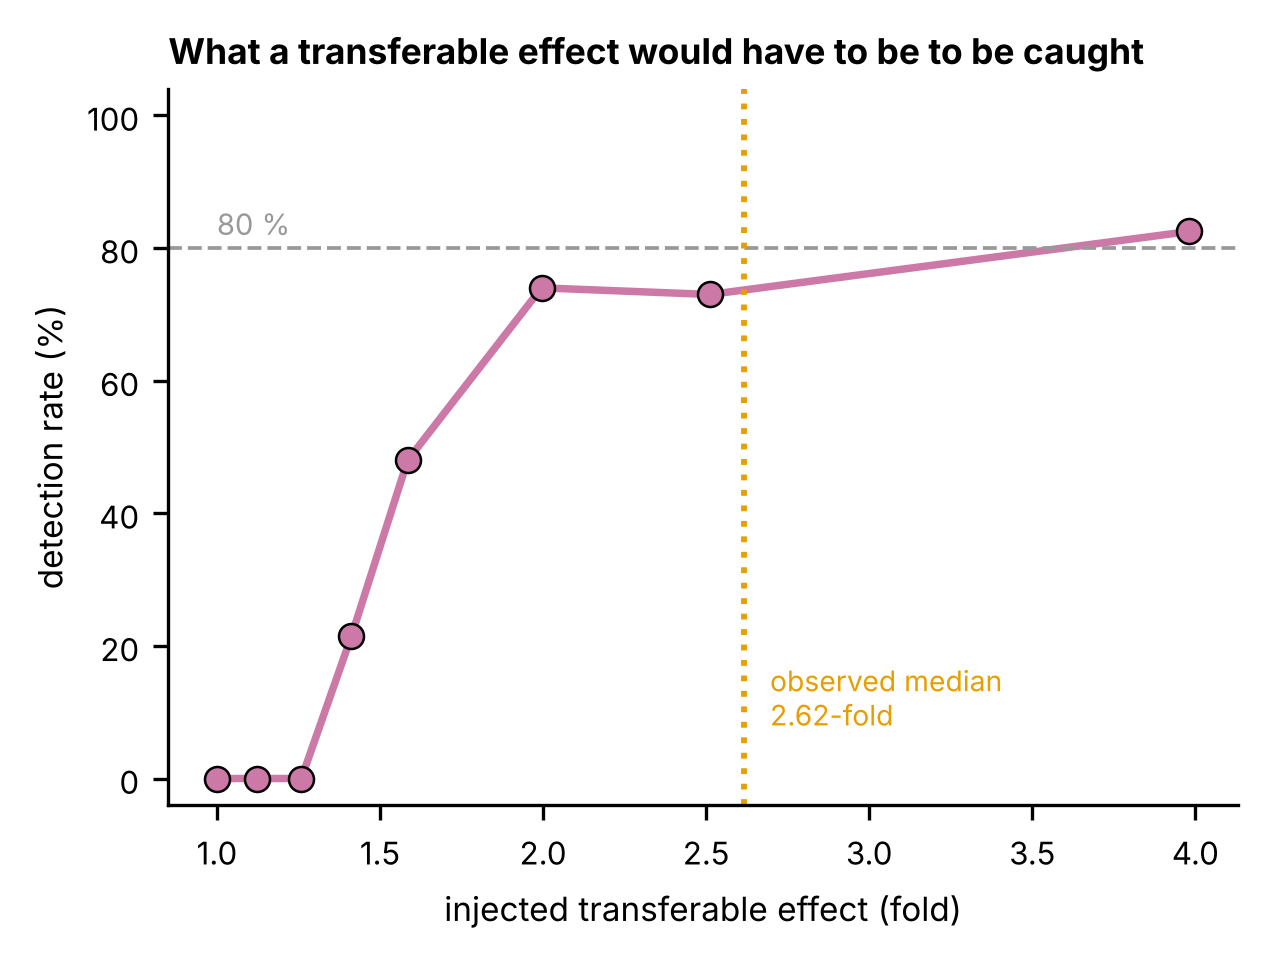 What a transferable effect would have to be to be caught
100
80
60
40
20
0
detection rate (%)
80 %
observed median
2.62-fold
1.0 1.5 2.0 2.5 3.0 3.5 4.0
injected transferable effect (fold)